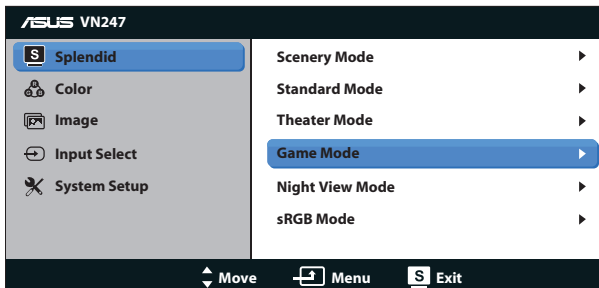 ASUS VN247
S Splendid
Color
Image
Input Select
System Setup
Scenery Mode
Standard Mode
Theater Mode
Game Mode
Night View Mode
sRGB Mode
Move Menu S Exit